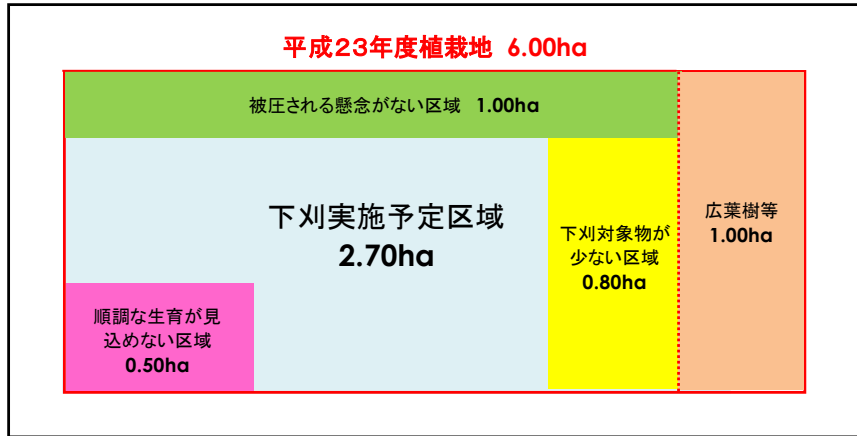 平成23年度植栽地 6.00ha
被圧される懸念がない区域 1.00ha
下刈実施予定区域
2.70ha
下刈対象物が
少ない区域
0.80ha
広葉樹等
1.00ha
順調な生育が見
込めない区域
0.50ha